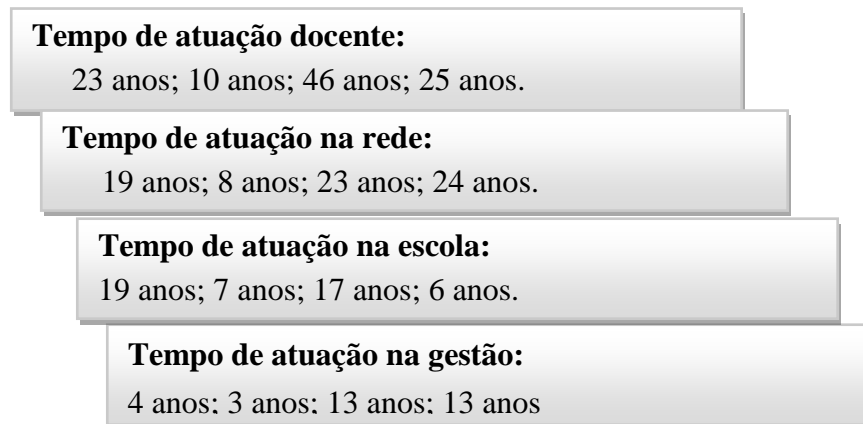 Tempo de atuação docente:
23 anos; 10 anos; 46 anos; 25 anos.
Tempo de atuação na rede:
19 anos; 8 anos; 23 anos; 24 anos.
Tempo de atuação na escola:
19 anos; 7 anos; 17 anos; 6 anos.
Tempo de atuação na gestão:
4 anos; 3 anos; 13 anos; 13 anos